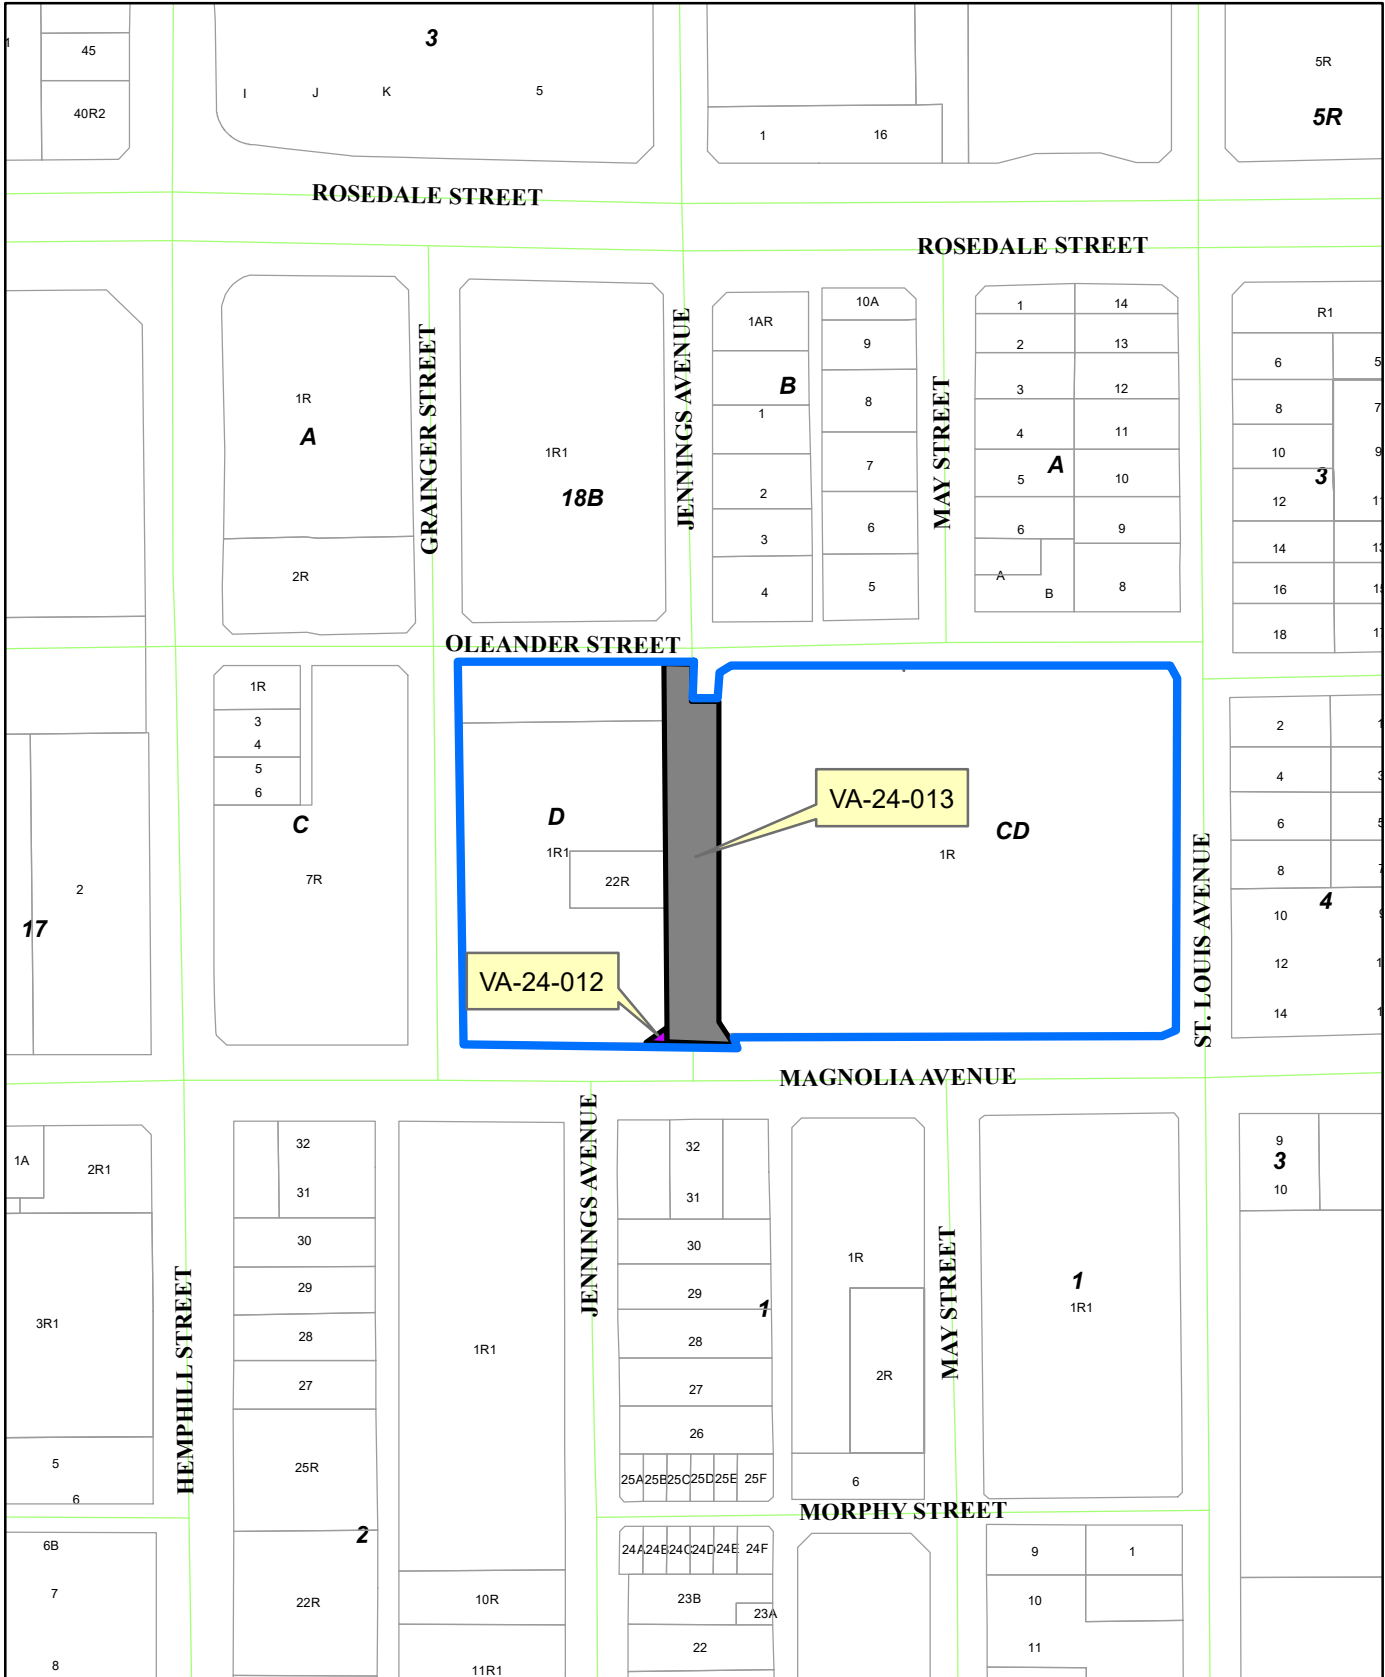 3
45
40R2
I
J
K
5
1
16
5R
5R
ROSEDALE STREET
ROSEDALE STREET
GRAINGER STREET
JENNINGS AVENUE
MAY STREET
1R
A
2R
1R1
18B
1AR
B
1
2
3
4
10A
9
8
7
6
5
1
2
3
4
5
6
A
B
A
14
13
12
11
10
9
8
R1
6
8
10
12
14
16
18
3
5
7
9
OLEANDER STREET
1R
3
4
5
6
C
7R
D
1R1
22R
VA-24-013
VA-24-012
CD
1R
ST. LOUIS AVENUE
2
4
6
8
10
12
14
4
2
17
MAGNOLIA AVENUE
JENNINGS AVENUE
HEMPHILL STREET
MAY STREET
1A
2R1
3R1
5
6
6B
7
8
32
31
30
29
28
27
25R
2
22R
1R1
10R
11R1
32
31
30
29
1
28
27
26
25A
25B
25C
25D
25E
25F
1R
2R
6
1
1R1
9
3
10
MORPHY STREET
24A
24B
24C
24D
24E
24F
23B
23A
22
9
1
10
11